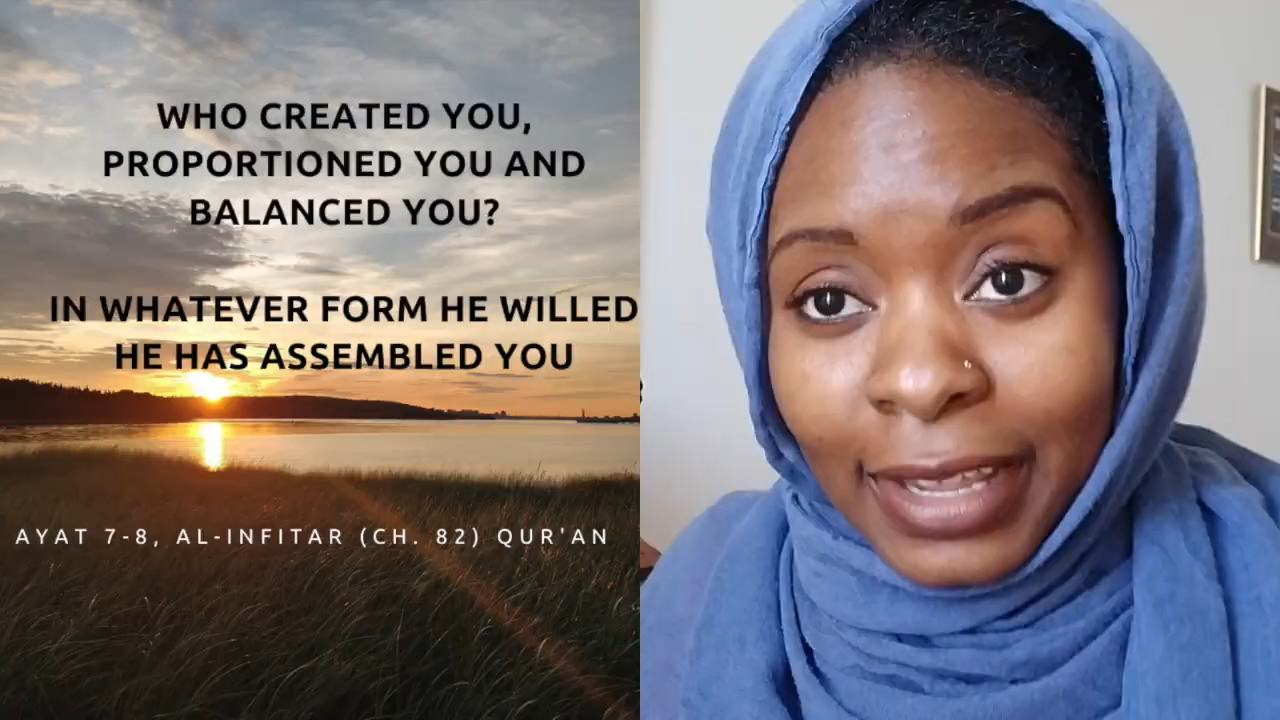 WHO CREATED YOU,
PROPORTIONED YOU AND
BALANCED YOU?
IN WHATEVER FORM HE WILLED
HE HAS ASSEMBLED YOU
AYAT 7-8, AL-INFITAR (CH. 82) QUR'AN